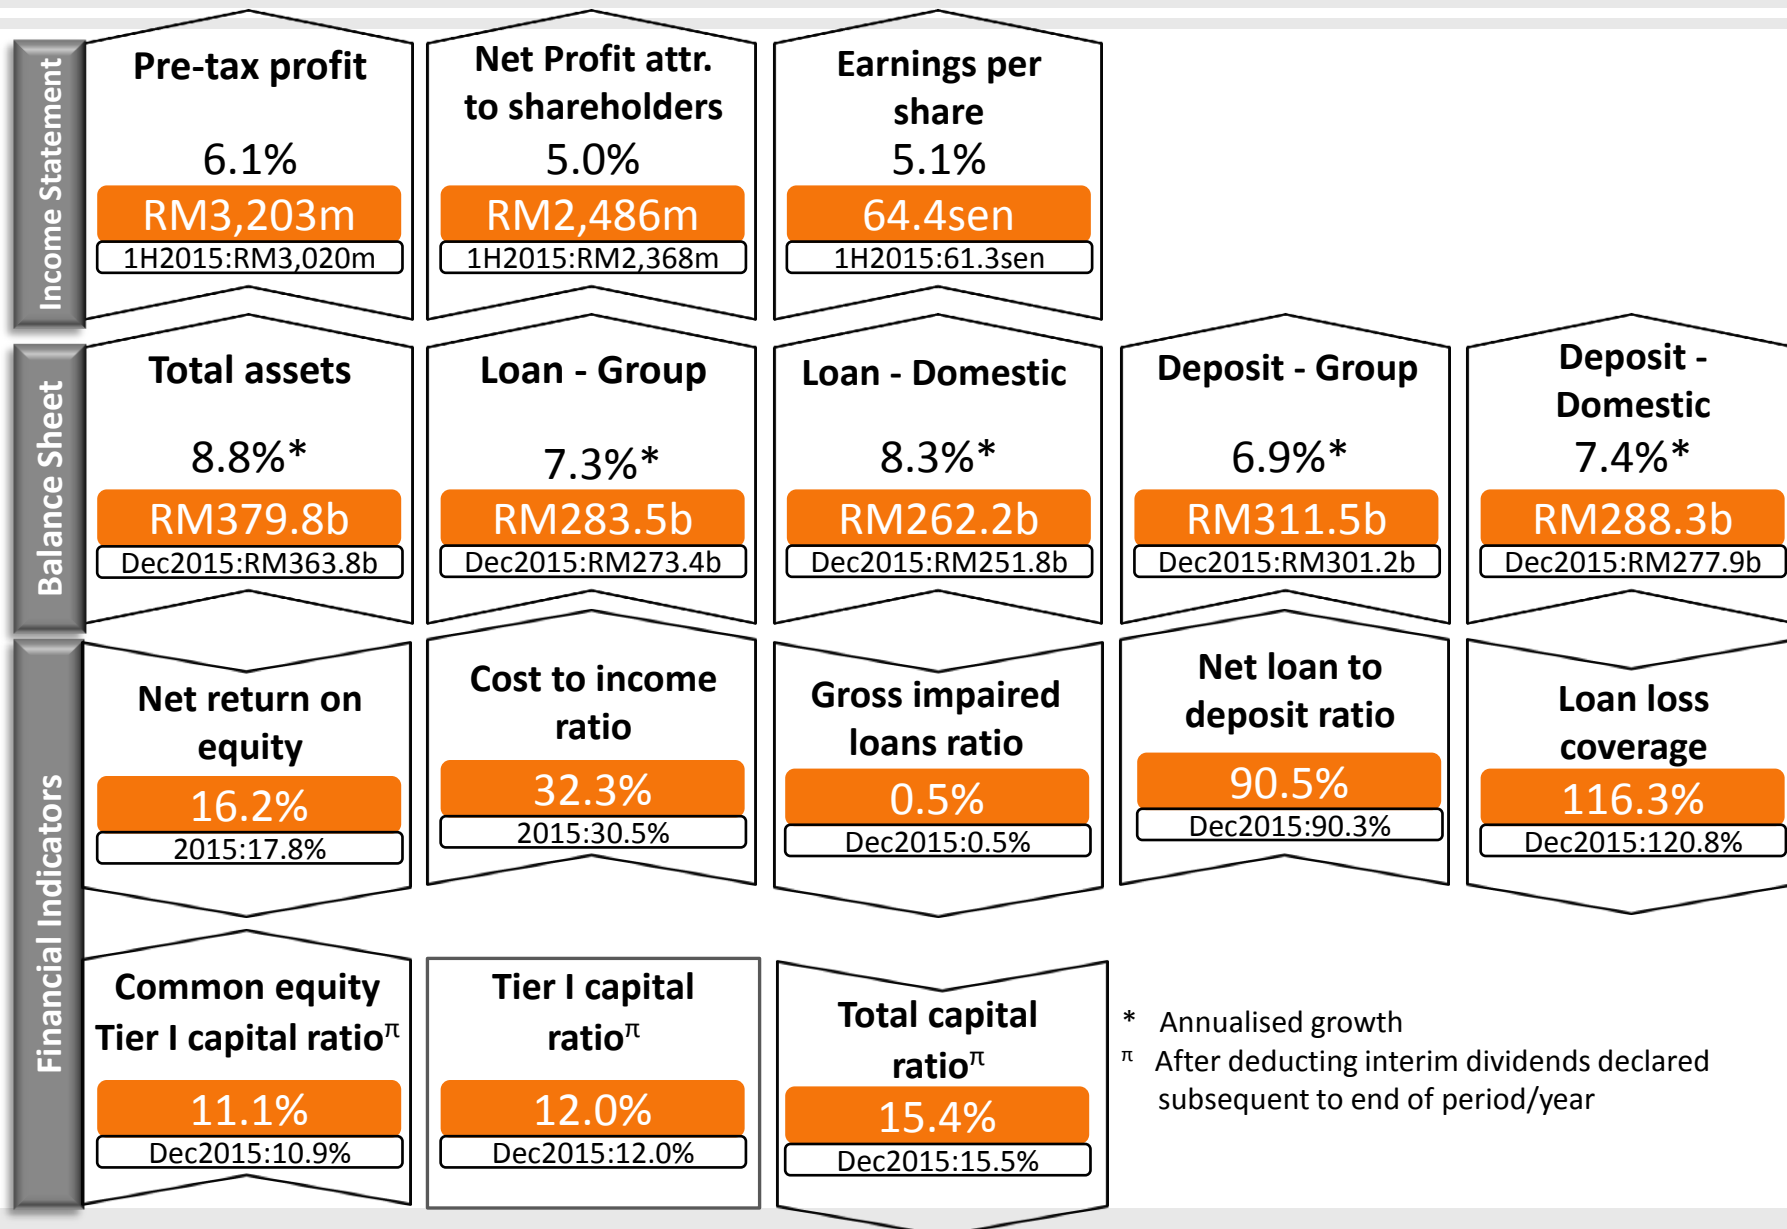 Income Statement
Pre-tax profit
6.1%
RM3,203m
1H2015:RM3,020m
Net Profit attr.
to shareholders
5.0%
RM2,486m
1H2015:RM2,368m
Earnings per
share
5.1%
64.4sen
1H2015:61.3sen
Balance Sheet
Total assets
8.8%*
RM379.8b
Dec2015:RM363.8b
Loan - Group
7.3%*
RM283.5b
Dec2015:RM273.4b
Loan - Domestic
8.3%*
RM262.2b
Dec2015:RM251.8b
Deposit - Group
6.9%*
RM311.5b
Dec2015:RM301.2b
Deposit -
Domestic
7.4%*
RM288.3b
Dec2015:RM277.9b
Financial Indicators
Net return on
equity
16.2%
2015:17.8%
Cost to income
ratio
32.3%
2015:30.5%
Gross impaired
loans ratio
0.5%
Dec2015:0.5%
Net loan to
deposit ratio
90.5%
Dec2015:90.3%
Loan loss
coverage
116.3%
Dec2015:120.8%
Common equity
Tier I capital ratioπ
11.1%
Dec2015:10.9%
Tier I capital
ratioπ
12.0%
Dec2015:12.0%
Total capital
ratioπ
15.4%
Dec2015:15.5%
* Annualised growth
π After deducting interim dividends declared
subsequent to end of period/year